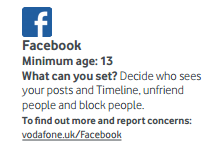 Facebook
Minimum age: 13
What can you set? Decide who sees
your posts and Timeline, unfriend
people and block people.
To find out more and report concerns:
vodafone.uk/Facebook